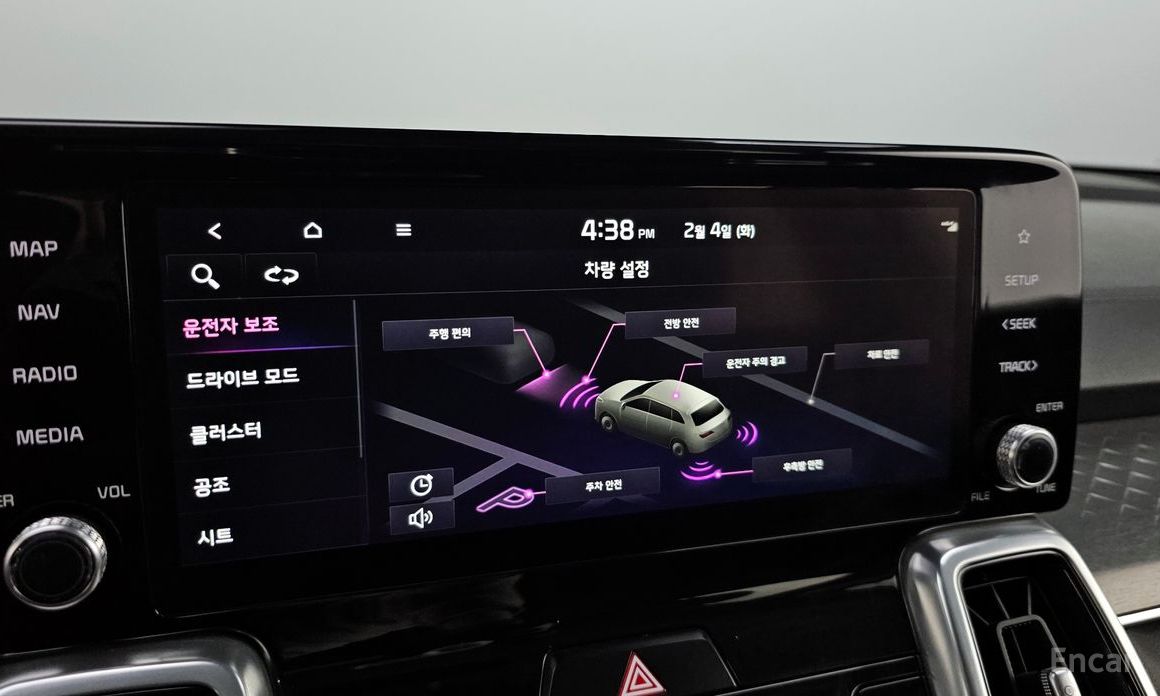 4:38 PM 2월 4일 (화)
차량 설정
MAP
NAV
RADIO
MEDIA
VOL
운전자 보조
드라이브 모드
클러스터
공조
시트
주행 편의
전방 안전
운전자 주의 경고
차로 안전
후측방 안전
주차 안전
SETUP
<SEEK
TRACK>
ENTER
FILE
TUNE
Encar